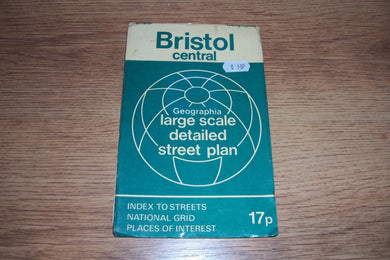 Bristol
central
Geographia
large scale
detailed
street plan
INDEX TO STREETS
NATIONAL GRID
PLACES OF INTEREST
17p